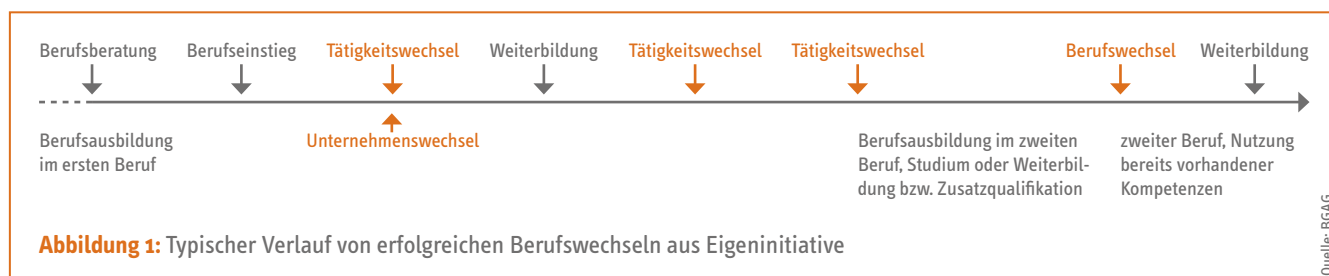 Berufsberatung
Berufseinstieg
Tätigkeitswechsel
Weiterbildung
Tätigkeitswechsel
Tätigkeitswechsel
Berufswechsel
Weiterbildung
Berufsausbildung
im ersten Beruf
Unternehmenswechsel
Berufsausbildung im zweiten
Beruf, Studium oder Weiterbil-
dung bzw. Zusatzqualifikation
zweiter Beruf, Nutzung
bereits vorhandener
Kompetenzen
Abbildung 1: Typischer Verlauf von erfolgreichen Berufswechseln aus Eigeninitiative
Quelle: BGAG